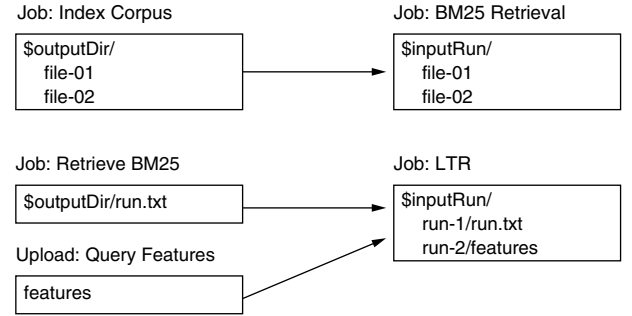 Job: Index Corpus
$outputDir/
file-01
file-02
Job: BM25 Retrieval
$inputRun/
file-01
file-02
Job: Retrieve BM25
$outputDir/run.txt
Upload: Query Features
features
Job: LTR
$inputRun/
run-1/run.txt
run-2/features